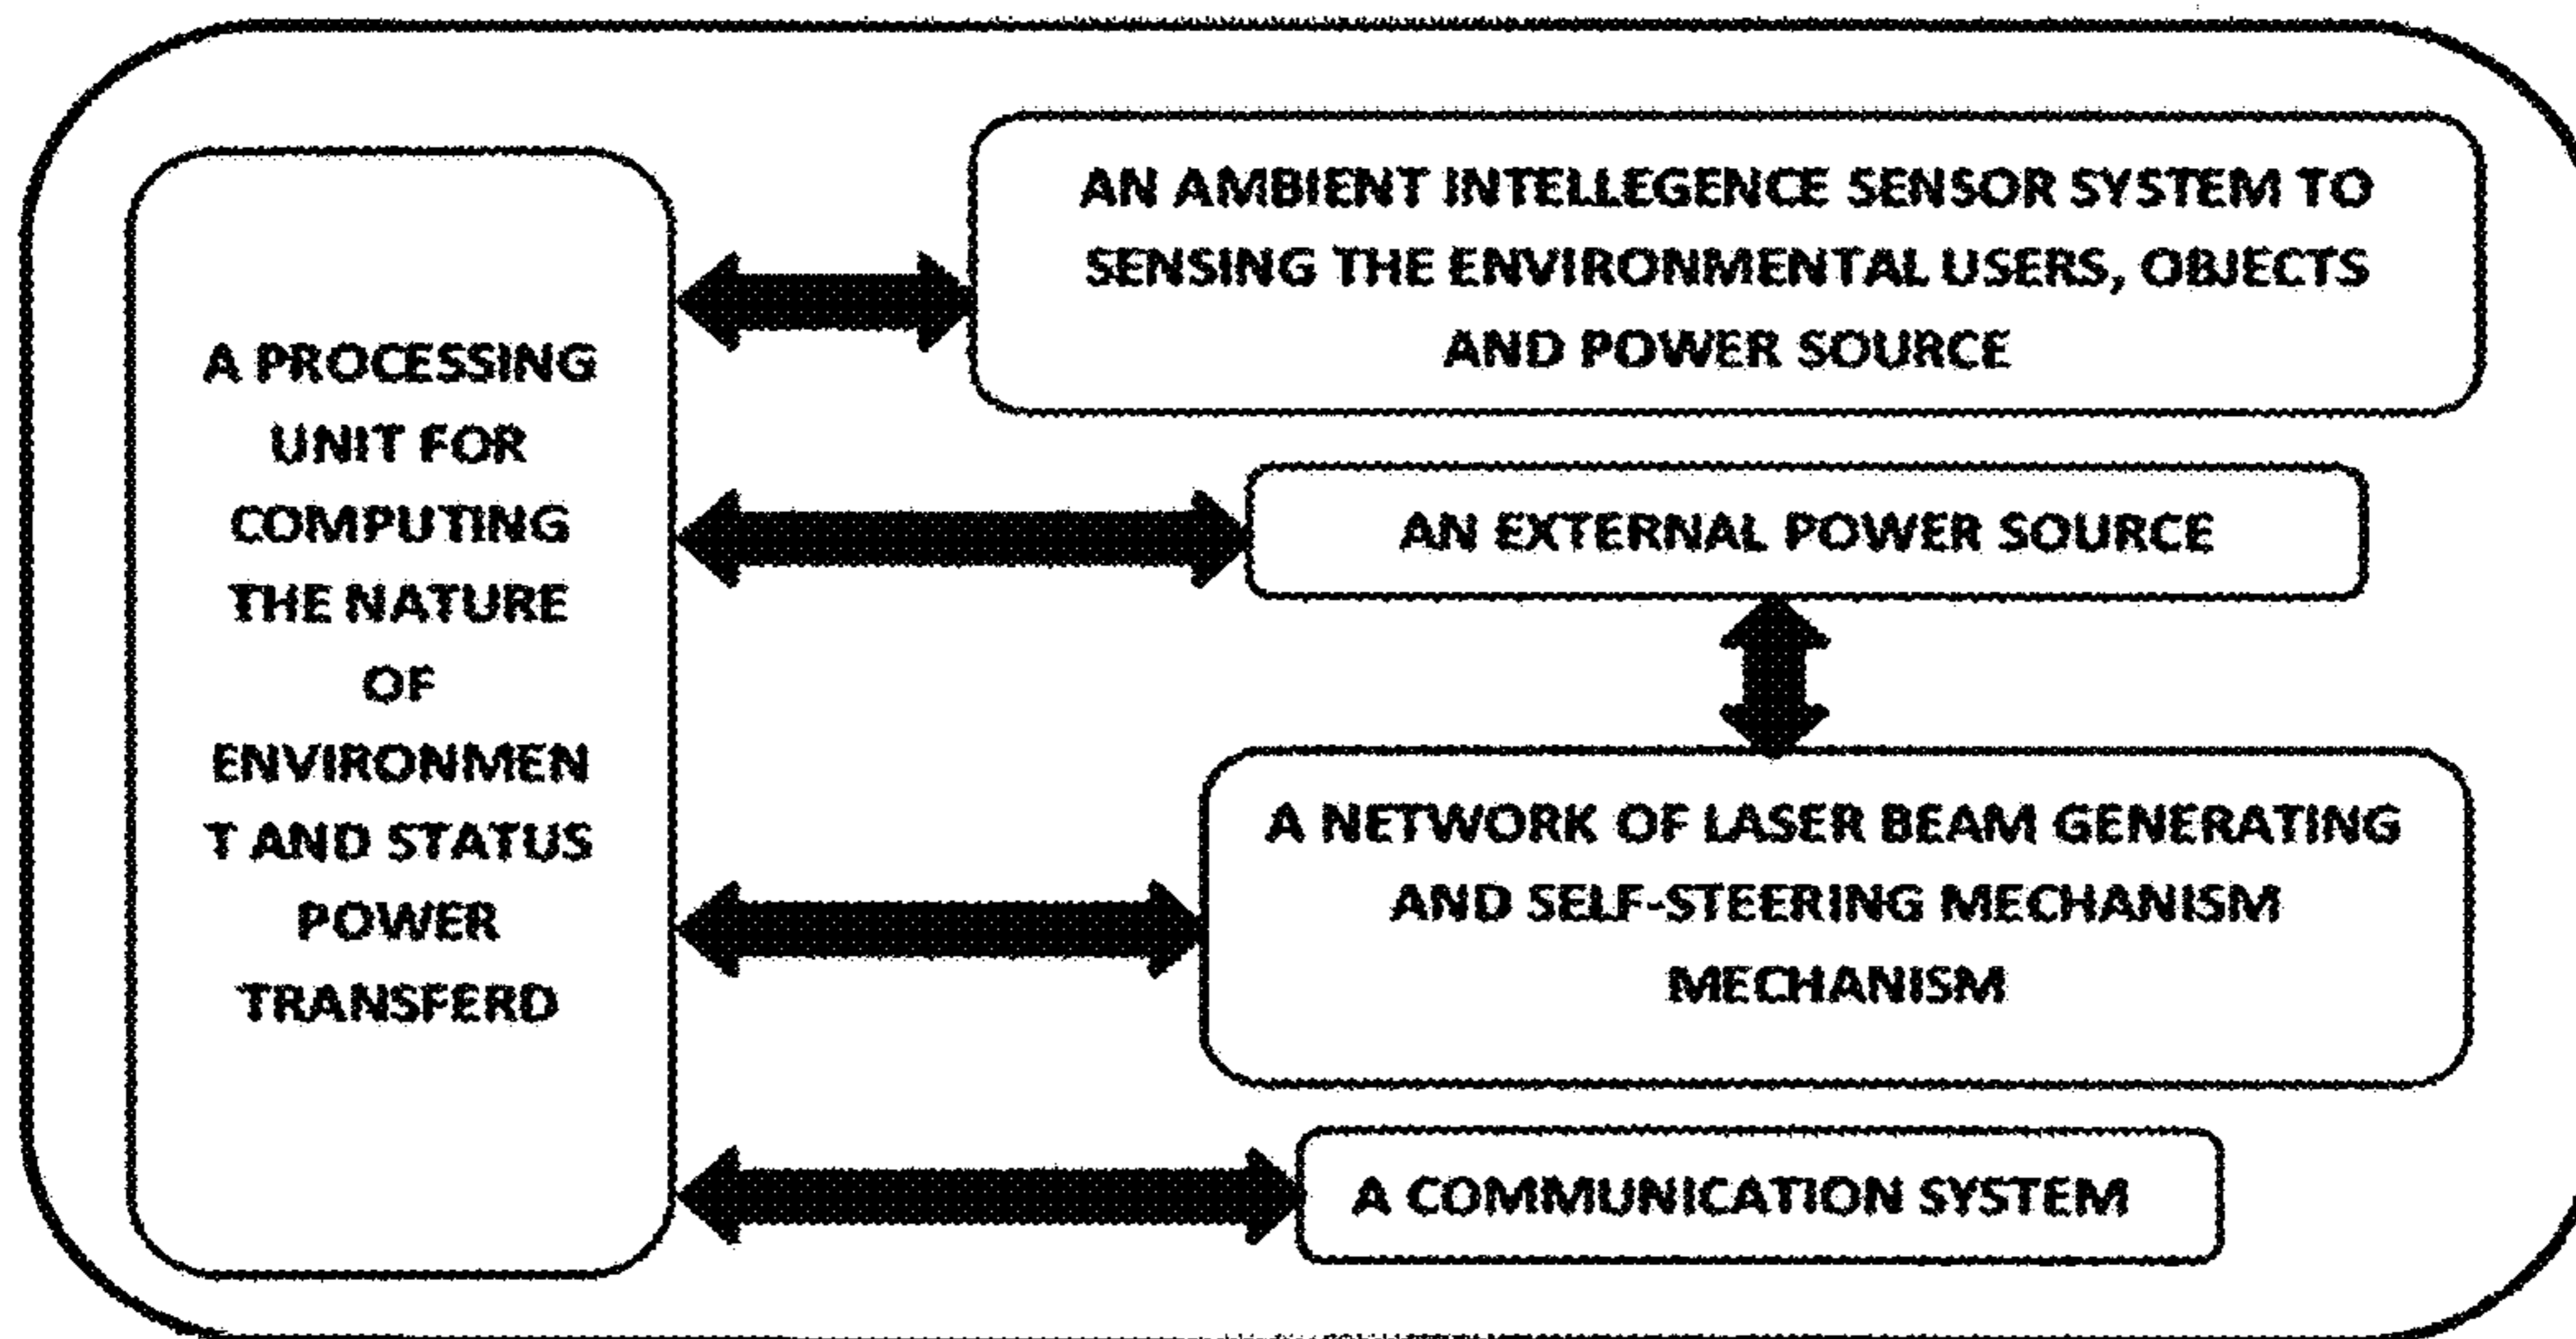 A PROCESSING
UNIT FOR
COMPUTING
THE NATURE
OF
ENVIRONMEN
T AND STATUS
POWER
TRANSFERD
AN AMBIENT INTELLEGENCE SENSOR SYSTEM TO
SENSING THE ENVIRONMENTAL USERS, OBJECTS
AND POWER SOURCE
AN EXTERNAL POWER SOURCE
A NETWORK OF LASER BEAM GENERATING
AND SELF-STEERING MECHANISM
MECHANISM
A COMMUNICATION SYSTEM